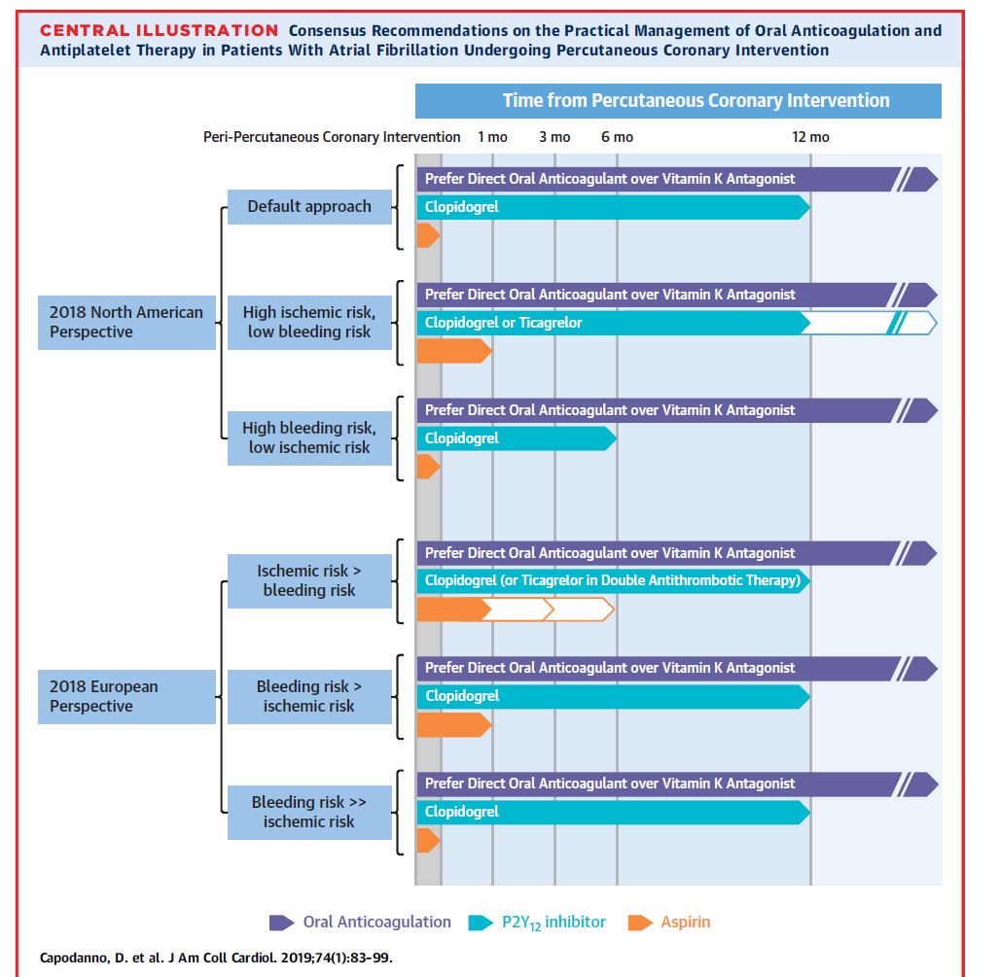 CENTRAL ILLUSTRATION Consensus Recommendations on the Practical Management of Oral Anticoagulation and
Antiplatelet Therapy in Patients With Atrial Fibrillation Undergoing Percutaneous Coronary Intervention
Time from Percutaneous Coronary Intervention
Peri-Percutaneous Coronary Intervention 1 mo 3 mo 6 mo 12 mo
2018 North American
Perspective
Default approach
Prefer Direct Oral Anticoagulant over Vitamin K Antagonist
Clopidogrel
High ischemic risk,
low bleeding risk
Prefer Direct Oral Anticoagulant over Vitamin K Antagonist
Clopidogrel or Ticagrelor
High bleeding risk,
low ischemic risk
Prefer Direct Oral Anticoagulant over Vitamin K Antagonist
Clopidogrel
2018 European
Perspective
Ischemic risk >
bleeding risk
Prefer Direct Oral Anticoagulant over Vitamin K Antagonist
Clopidogrel (or Ticagrelor in Double Antithrombotic Therapy)
Bleeding risk >
ischemic risk
Prefer Direct Oral Anticoagulant over Vitamin K Antagonist
Clopidogrel
Bleeding risk >>
ischemic risk
Prefer Direct Oral Anticoagulant over Vitamin K Antagonist
Clopidogrel
Oral Anticoagulation P2Y12 inhibitor Aspirin
Capodanno, D. et al. J Am Coll Cardiol. 2019;74(1):83–99.